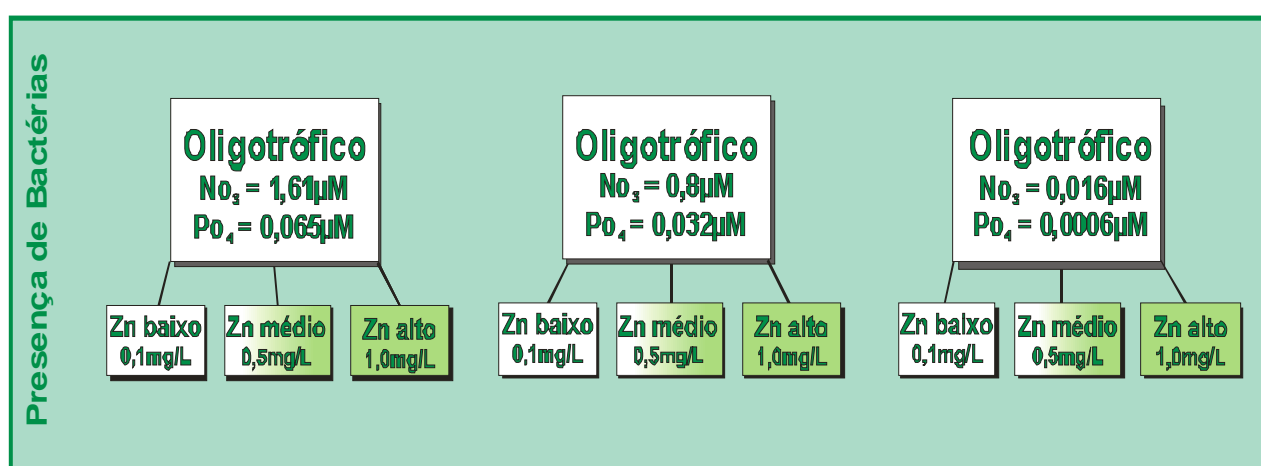 Presença de Bactérias
Oligotrófico
No₃ = 1,61µM
Po₄ = 0,065µM
Zn baixo
0,1mg/L
Zn médio
0,5mg/L
Zn alto
1,0mg/L
Oligotrófico
No₃ = 0,8µM
Po₄ = 0,032µM
Zn baixo
0,1mg/L
Zn médio
0,5mg/L
Zn alto
1,0mg/L
Oligotrófico
No₃ = 0,016µM
Po₄ = 0,0006µM
Zn baixo
0,1mg/L
Zn médio
0,5mg/L
Zn alto
1,0mg/L